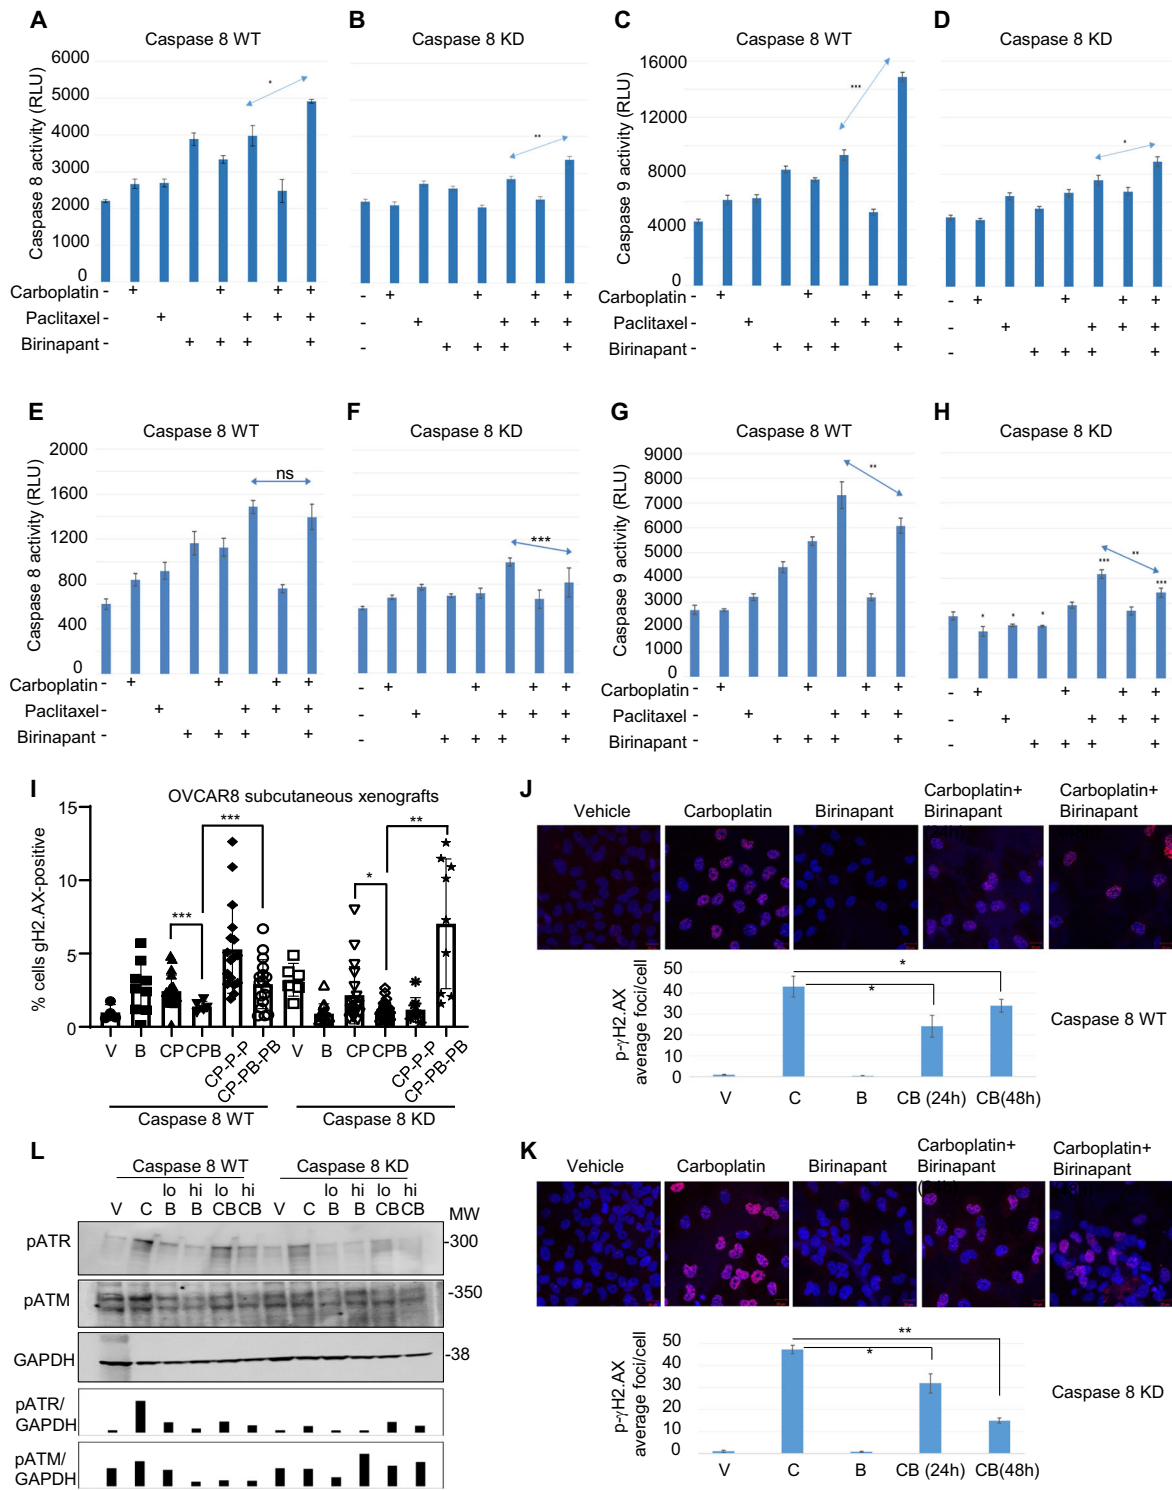 A
B
C
D
Caspase 8 WT
Caspase 8 KD
Caspase 8 WT
Caspase 8 KD
Caspase 8 activity (RLU)
6000
5000
4000
3000
2000
1000
0
*
**
Caspase 9 activity (RLU)
16000
12000
8000
4000
0
***
*
Carboplatin - + + + +
- + + + +
Carboplatin - + + + +
- + + + +
Paclitaxel - + + + +
- + + + +
Paclitaxel - + + + +
- + + + +
Birinapant - + + + +
- + + + +
Birinapant - + + + +
- + + + +
E
F
G
H
Caspase 8 WT
Caspase 8 KD
Caspase 8 WT
Caspase 8 KD
Caspase 8 activity (RLU)
2000
1600
1200
800
400
0
ns
***
Caspase 9 activity (RLU)
9000
8000
7000
6000
5000
4000
3000
2000
1000
0
**
* * * *** ** ***
Carboplatin - + + + +
- + + + +
Carboplatin - + + + +
- + + + +
Paclitaxel - + + + +
- + + + +
Paclitaxel - + + + +
- + + + +
Birinapant - + + + +
- + + + +
Birinapant - + + + +
- + + + +
I
OVCAR8 subcutaneous xenografts
% cells gH2.AX-positive
15
10
5
0
*** *** * **
V B CP CPB CP-P-P CP-PB-PB V B CP CPB CP-P-P CP-PB-PB
Caspase 8 WT Caspase 8 KD
J
Vehicle
Carboplatin
Birinapant
Carboplatin+
Birinapant
(24h)
Carboplatin+
Birinapant
p-γH2.AX
average foci/cell
50
40
30
20
10
0
*
*
V C B CB (24h) CB(48h)
Caspase 8 WT
L
Caspase 8 WT Caspase 8 KD
lo hi lo hi lo hi lo hi
V C B B CB CB V C B B CB CB
MW
pATR
-300
pATM
-350
GAPDH
-38
pATR/
GAPDH
pATM/
GAPDH
K
Vehicle
Carboplatin
Birinapant
Carboplatin+
Birinapant
Carboplatin+
Birinapant
p-γH2.AX
average foci/cell
50
40
30
20
10
0
**
*
V C B CB (24h) CB(48h)
Caspase 8 KD